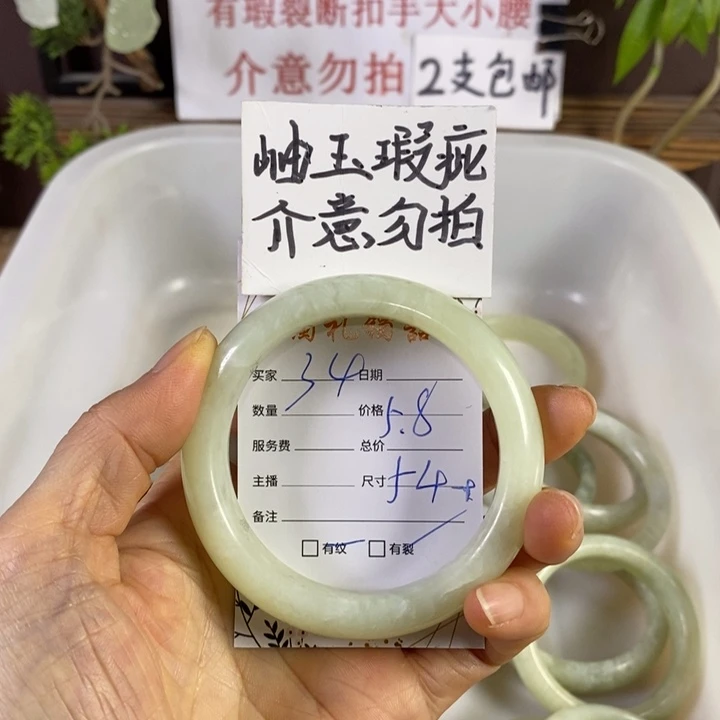 有瑕裂断扣手大小腰
介意勿拍
2支包邮
岫玉瑕疵
介意勿拍
买家 34 日期
数量 价格 5.8
服务费 总价
主播 尺寸 54
备注
有纹 有裂